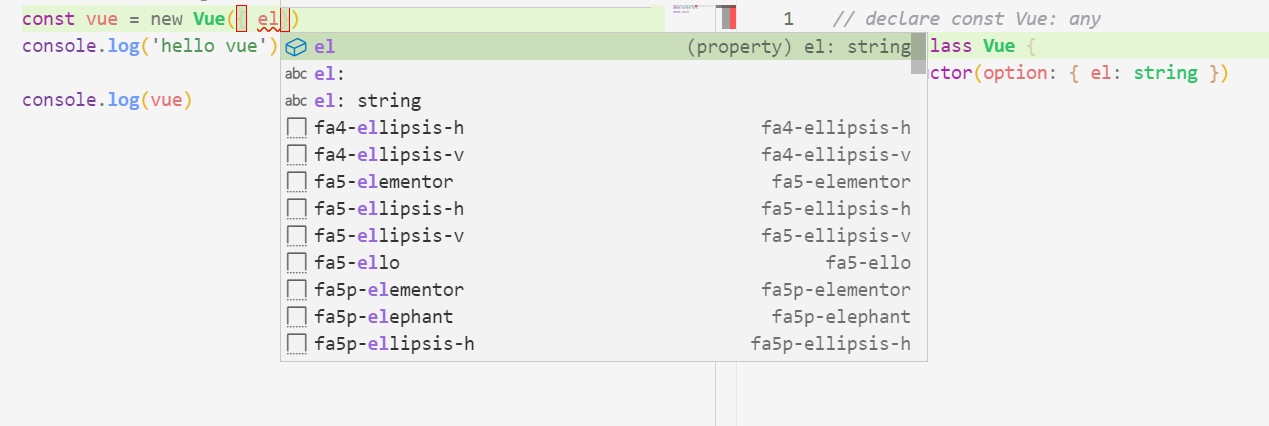 const vue = new Vue({ el })
console.log('hello vue')
console.log(vue)
el (property) el: string
el:
el: string
fa4-ellipsis-h fa4-ellipsis-h
fa4-ellipsis-v fa4-ellipsis-v
fa5-elementor fa5-elementor
fa5-ellipsis-h fa5-ellipsis-h
fa5-ellipsis-v fa5-ellipsis-v
fa5-ello fa5-ello
fa5p-elementor fa5p-elementor
fa5p-elephant fa5p-elephant
fa5p-ellipsis-h fa5p-ellipsis-h
1 // declare const Vue: any
lass Vue {
ctor(option: { el: string })